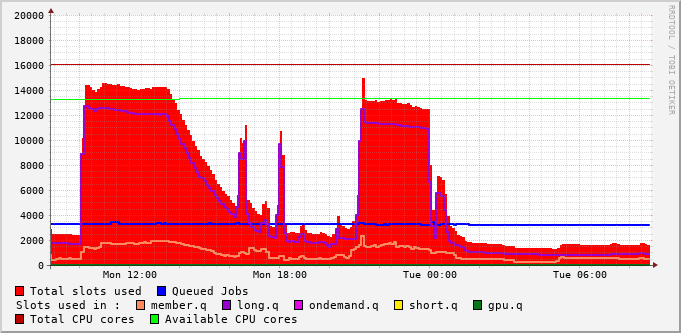 20000
18000
16000
14000
12000
10000
8000
6000
4000
2000
0
Mon 12:00 Mon 18:00 Tue 00:00 Tue 06:00
Total slots used Queued Jobs
Slots used in : member.q long.q ondemand.q short.q gpu.q
Total CPU cores Available CPU cores
RRDTOOL / TOBI OETIKER